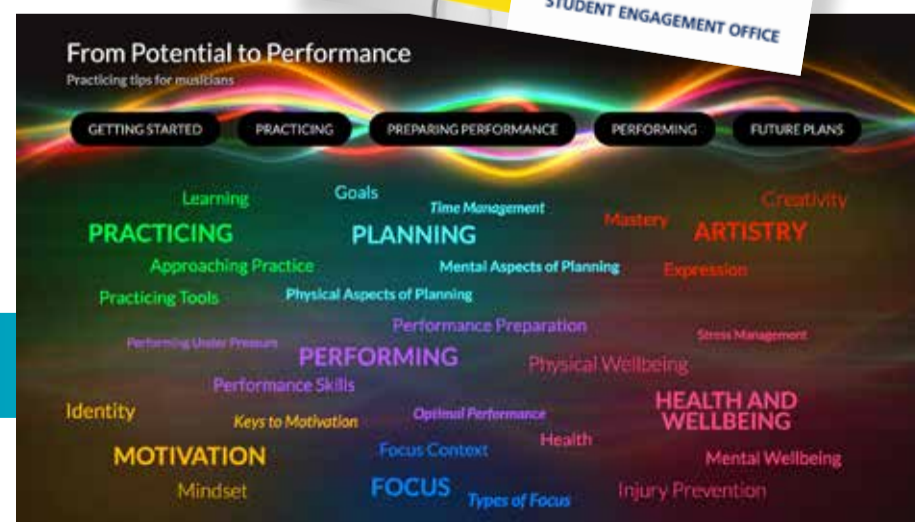 STUDENT ENGAGEMENT OFFICE
From Potential to Performance
Practicing tips for musicians
GETTING STARTED
PRACTICING
PREPARING PERFORMANCE
PERFORMING
FUTURE PLANS
Learning
Goals
Time Management
Creativity
Mastery
PRACTICING
PLANNING
ARTISTRY
Approaching Practice
Mental Aspects of Planning
Expression
Practicing Tools
Physical Aspects of Planning
Performance Preparation
Stress Management
Performing Under Pressure
PERFORMING
Physical Wellbeing
Performance Skills
HEALTH AND
WELLBEING
Identity
Keys to Motivation
Optimal Performance
Health
MOTIVATION
Focus Context
Mental Wellbeing
Mindset
FOCUS
Types of Focus
Injury Prevention